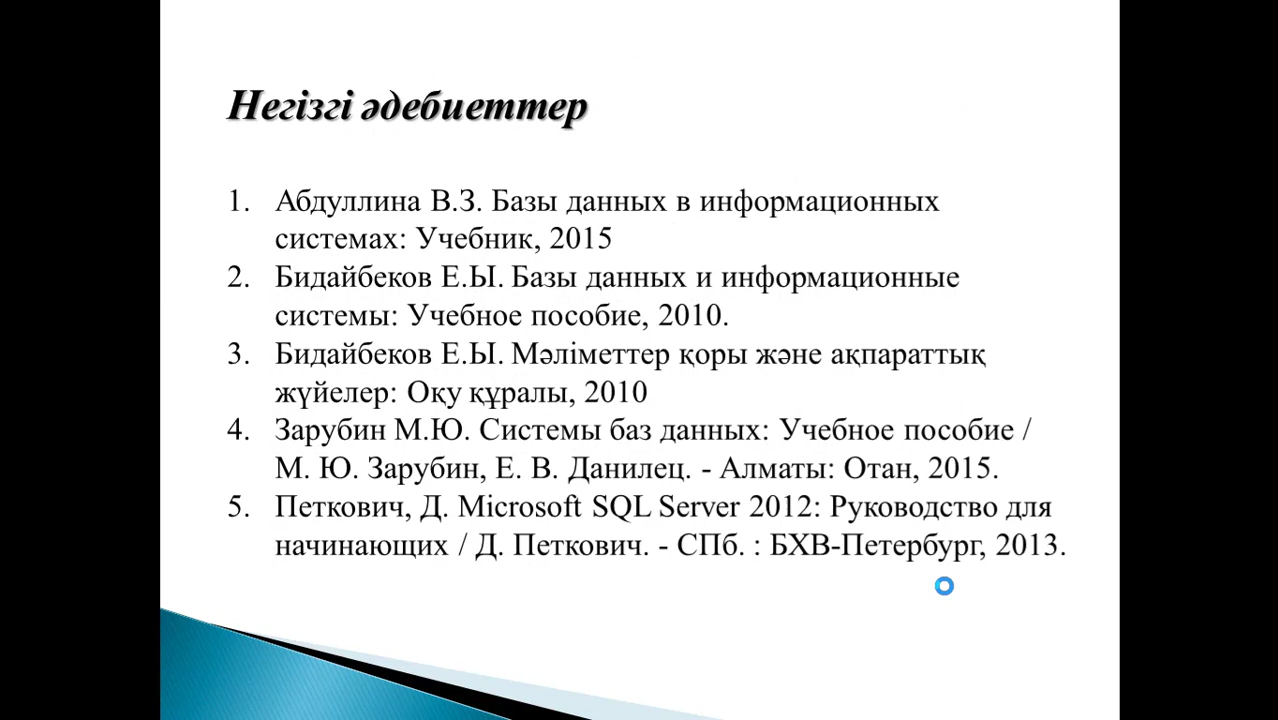 Негізгі әдебиеттер
1. Абдуллина В.З. Базы данных в информационных
системах: Учебник, 2015
2. Бидайбеков Е.Ы. Базы данных и информационные
системы: Учебное пособие, 2010.
3. Бидайбеков Е.Ы. Мәліметтер қоры және ақпараттық
жүйелер: Оқу құралы, 2010
4. Зарубин М.Ю. Системы баз данных: Учебное пособие /
М. Ю. Зарубин, Е. В. Данилец. - Алматы: Отан, 2015.
5. Петкович, Д. Microsoft SQL Server 2012: Руководство для
начинающих / Д. Петкович. - СПб. : БХВ-Петербург, 2013.